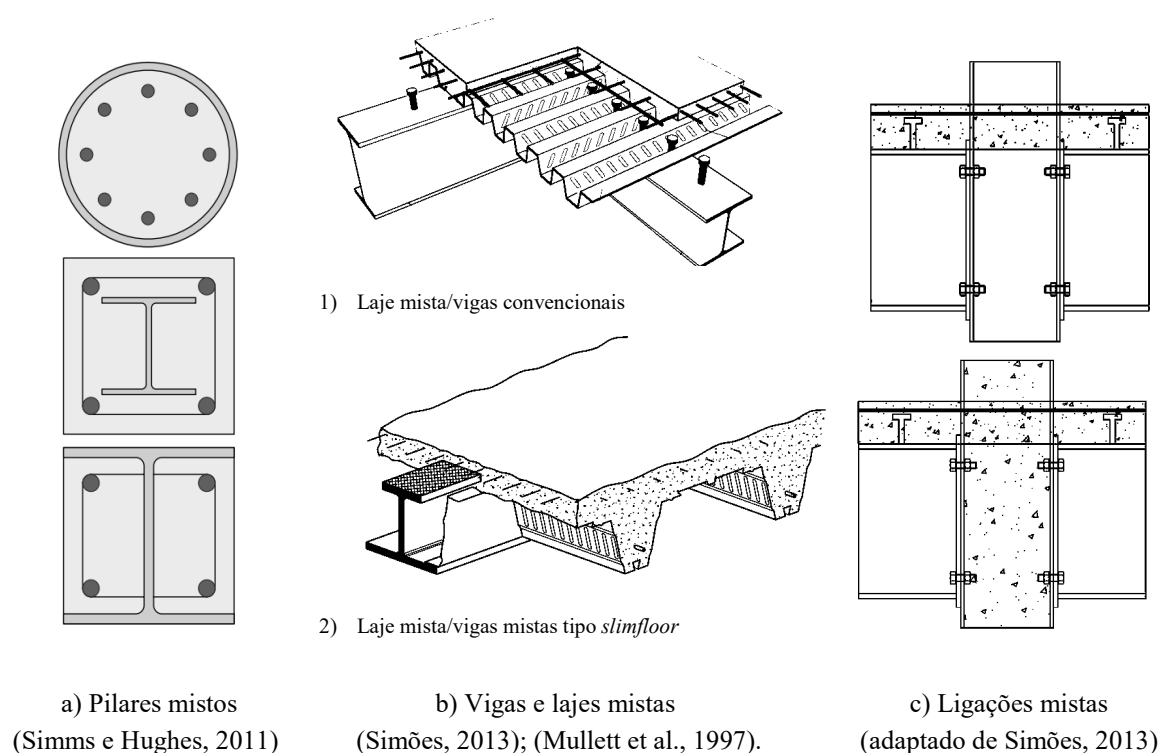 1) Laje mista/vigas convencionais
2) Laje mista/vigas mistas tipo slimfloor
a) Pilares mistos
(Simms e Hughes, 2011)
b) Vigas e lajes mistas
(Simões, 2013); (Mullett et al., 1997).
c) Ligações mistas
(adaptado de Simões, 2013)